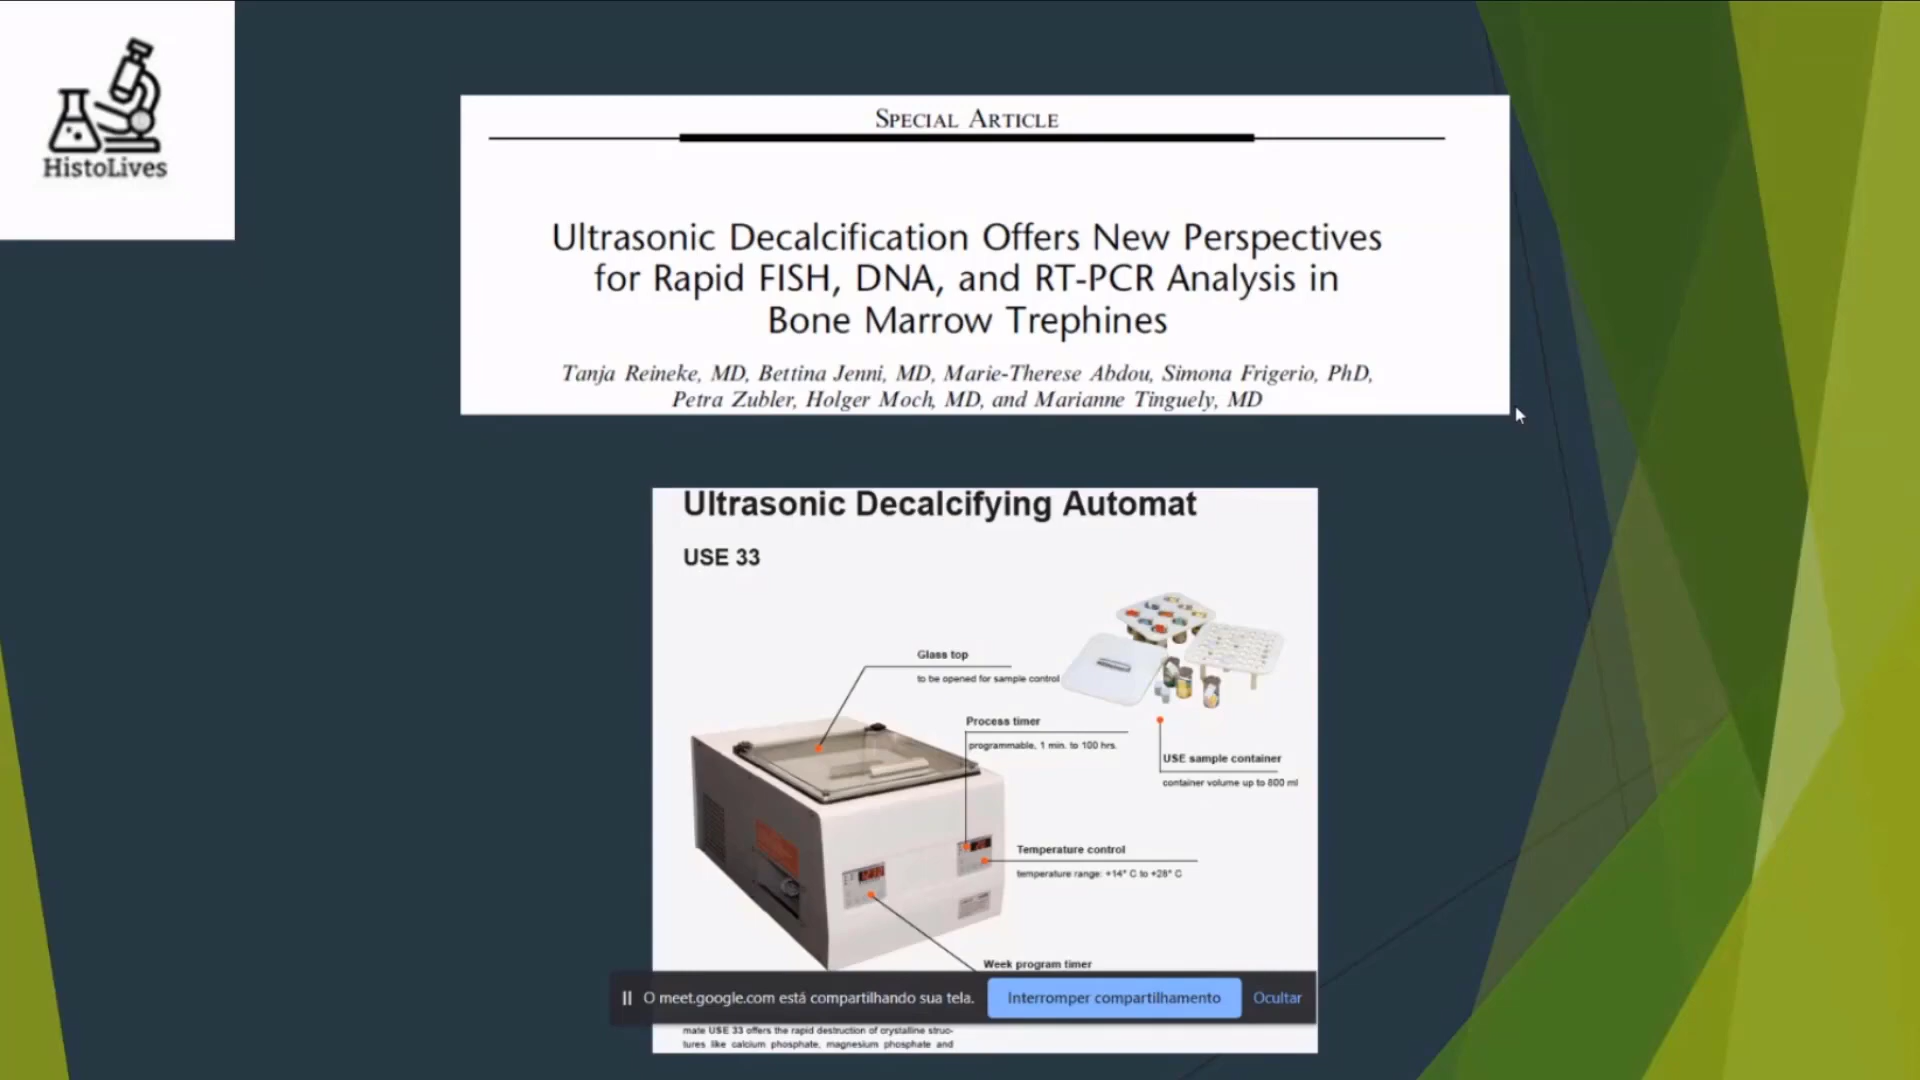 HistoLives
SPECIAL ARTICLE
Ultrasonic Decalcification Offers New Perspectives
for Rapid FISH, DNA, and RT-PCR Analysis in
Bone Marrow Trephines
Tanja Reineke, MD, Bettina Jenni, MD, Marie-Therese Abdou, Simona Frigerio, PhD,
Petra Zubler, Holger Moch, MD, and Marianne Tinguely, MD
Ultrasonic Decalcifying Automat
USE 33
Glass top
to be opened for sample control
Process timer
programmable, 1 min. to 100 hrs.
USE sample container
container volume up to 800 ml
Temperature control
temperature range: +14° C to +28° C
Week program timer
O meet.google.com está compartilhando sua tela.
Interromper compartilhamento
Ocultar
mate USE 33 offers the rapid destruction of crystalline struc-
tures like calcium phosphate, magnesium phosphate and